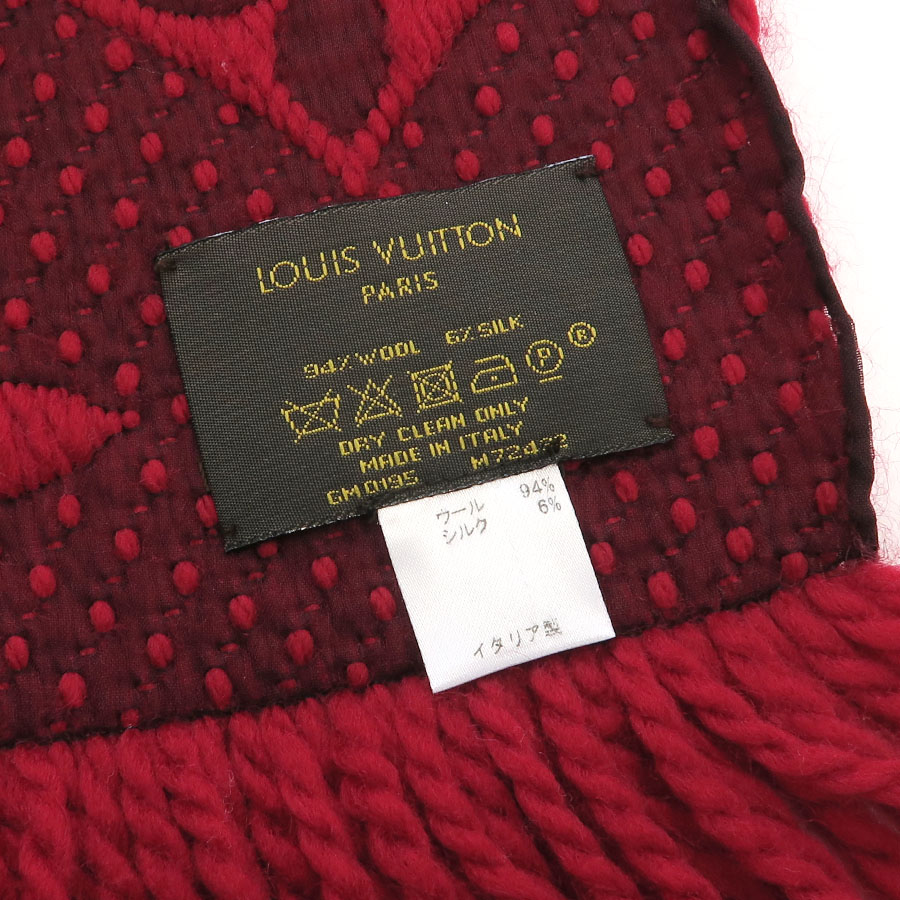 LOUIS VUITTON
PARIS
94% WOOL 6% SILK
P ®
DRY CLEAN ONLY
MADE IN ITALY
GM0195
ウール 94%
シルク 6%
イタリア製